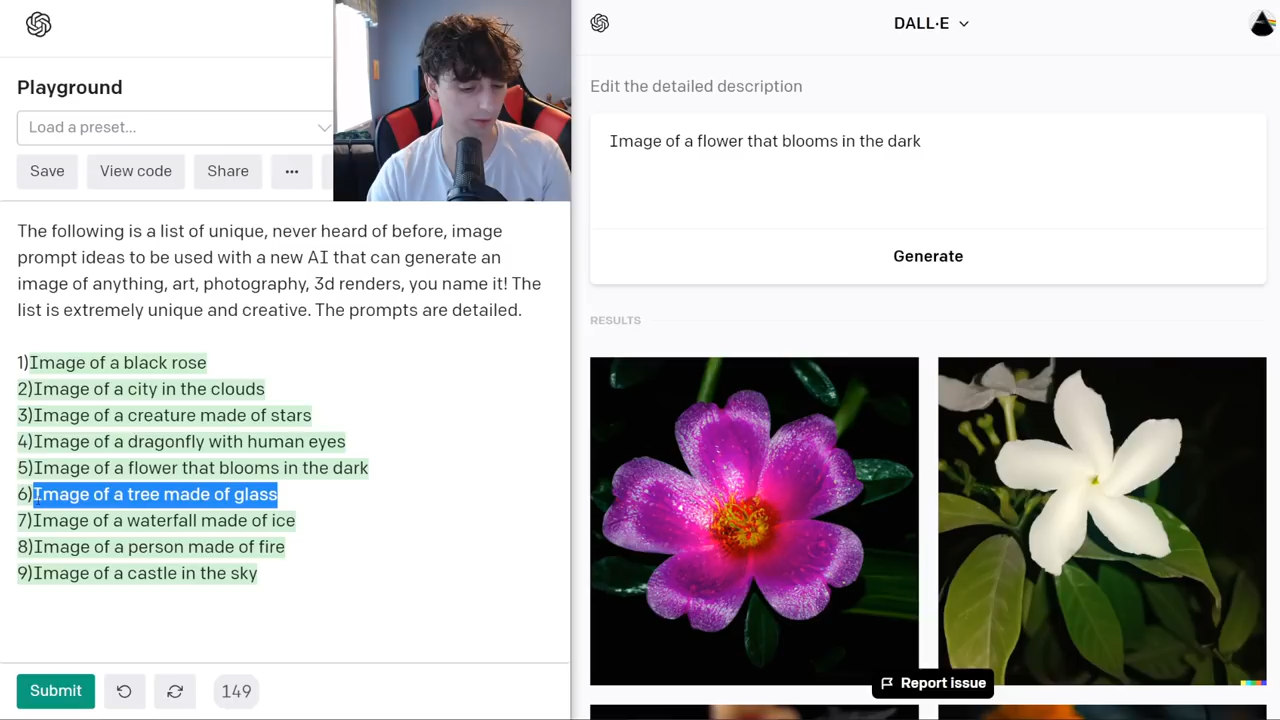 Playground
Load a preset...
Save
View code
Share
...
The following is a list of unique, never heard of before, image
prompt ideas to be used with a new AI that can generate an
image of anything, art, photography, 3d renders, you name it! The
list is extremely unique and creative. The prompts are detailed.
1)Image of a black rose
2)Image of a city in the clouds
3)Image of a creature made of stars
4)Image of a dragonfly with human eyes
5)Image of a flower that blooms in the dark
6)Image of a tree made of glass
7)Image of a waterfall made of ice
8)Image of a person made of fire
9)Image of a castle in the sky
Submit
149
DALL·E
Edit the detailed description
Image of a flower that blooms in the dark
Generate
RESULTS
Report issue